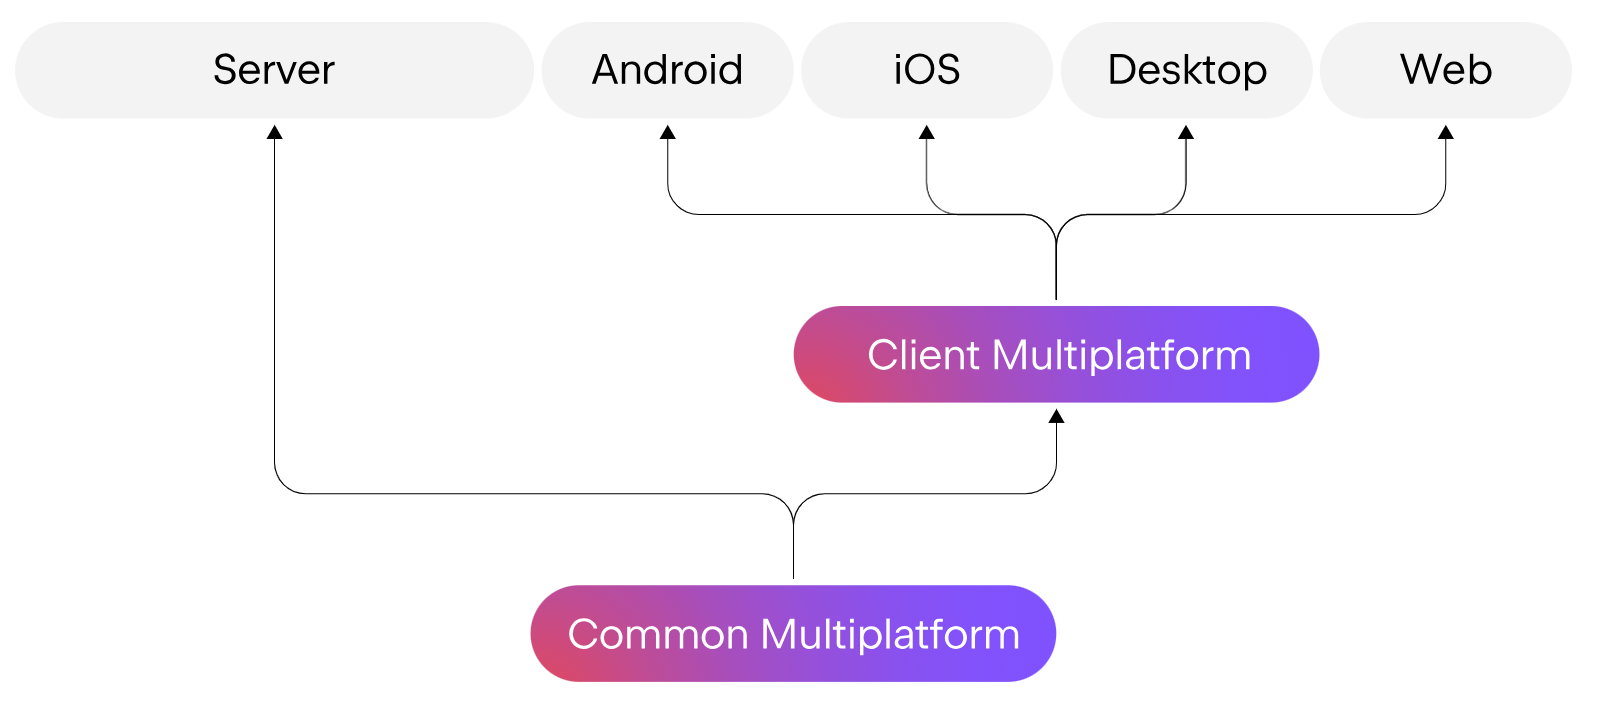 Server
Android
iOS
Desktop
Web
Client Multiplatform
Common Multiplatform